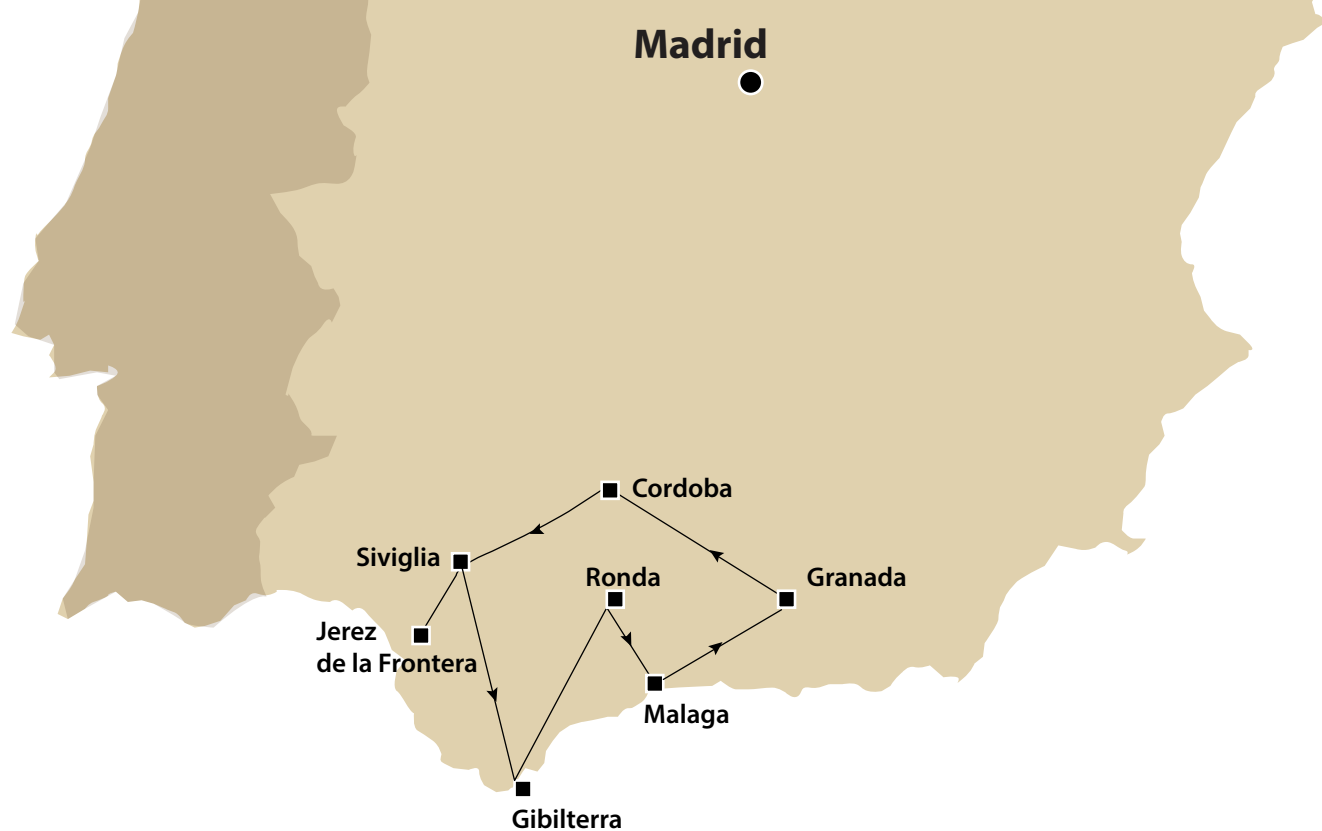 Madrid
Cordoba
Siviglia
Ronda
Granada
Jerez
de la Frontera
Malaga
Gibilterra